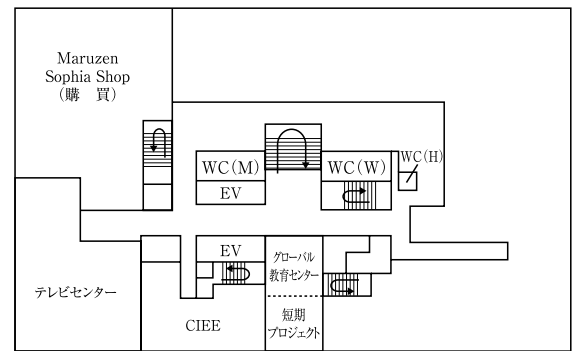 Maruzen
Sophia Shop
（購　買）
WC（M）
WC（W）
WC（H）
EV
EV
グローバル
教育センター
テレビセンター
CIEE
短期
プロジェクト